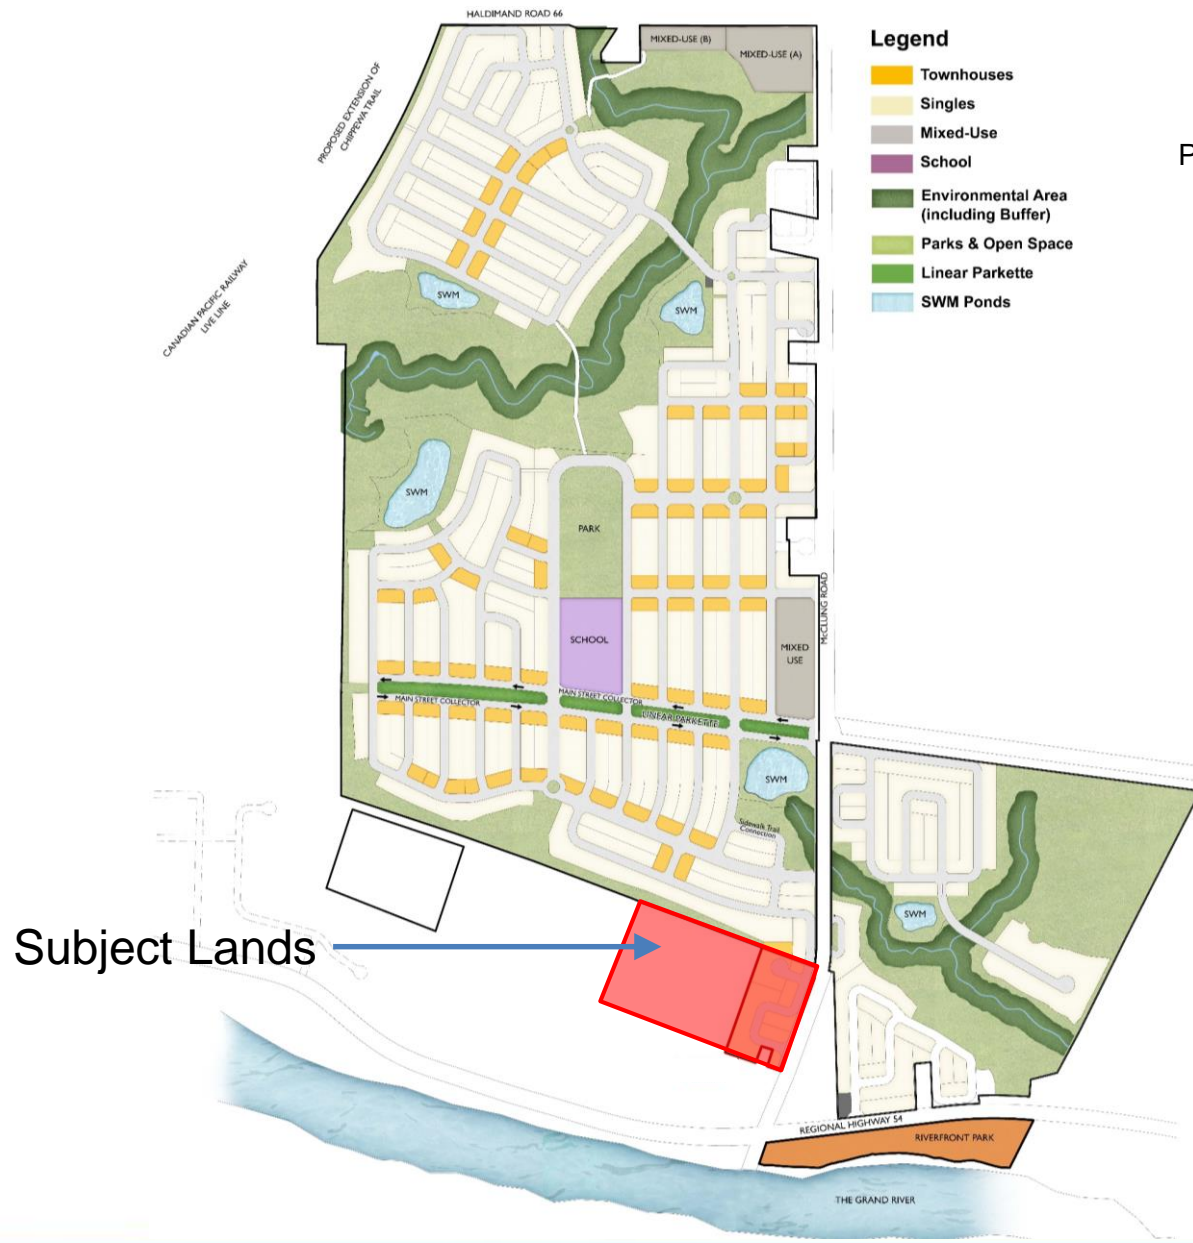 HALDIMAND ROAD 66
MIXED-USE (B)
MIXED-USE (A)
Legend
Townhouses
Singles
Mixed-Use
School
Environmental Area
(including Buffer)
Parks & Open Space
Linear Parkette
SWM Ponds
P
PROPOSED EXTENSION OF
CHIPPEWA TRAIL
CANADIAN PACIFIC RAILWAY
LIVE LINE
SWM
SWM
SWM
PARK
SCHOOL
MIXED
USE
McCLUNG ROAD
MAIN STREET COLLECTOR
MAIN STREET COLLECTOR
LINEAR PARKETTE
SWM
Sidewalk Trail
Connection
SWM
Subject Lands
REGIONAL HIGHWAY 54
RIVERFRONT PARK
THE GRAND RIVER